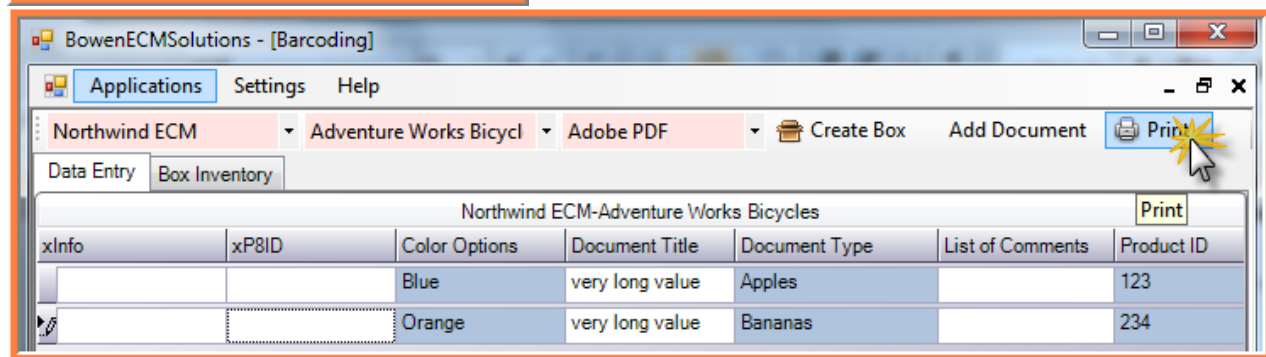 BowenECMSolutions - [Barcoding]
Applications Settings Help
Northwind ECM Adventure Works Bicycl Adobe PDF Create Box Add Document Print
Data Entry Box Inventory
Northwind ECM-Adventure Works Bicycles Print
xInfo xP8ID Color Options Document Title Document Type List of Comments Product ID
Blue very long value Apples 123
Orange very long value Bananas 234